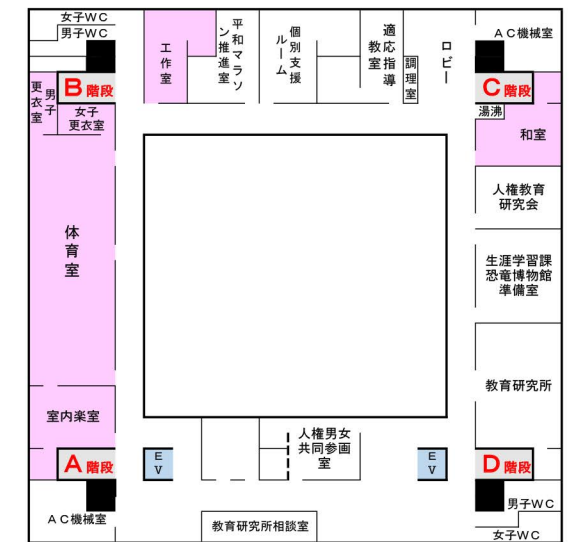 女子WC
男子WC
工作室
平和マラソ
ン推進室
個別支援
ルーム
適応指導
教室
調理室
ロビー
AC機械室
B階段
C階段
男子
更衣室
女子
更衣室
湯沸
和室
人権教育
研究会
体育室
生涯学習課
恐竜博物館
準備室
教育研究所
室内楽室
人権男女
共同参画
室
A階段
EV
EV
D階段
AC機械室
教育研究所相談室
男子WC
女子WC